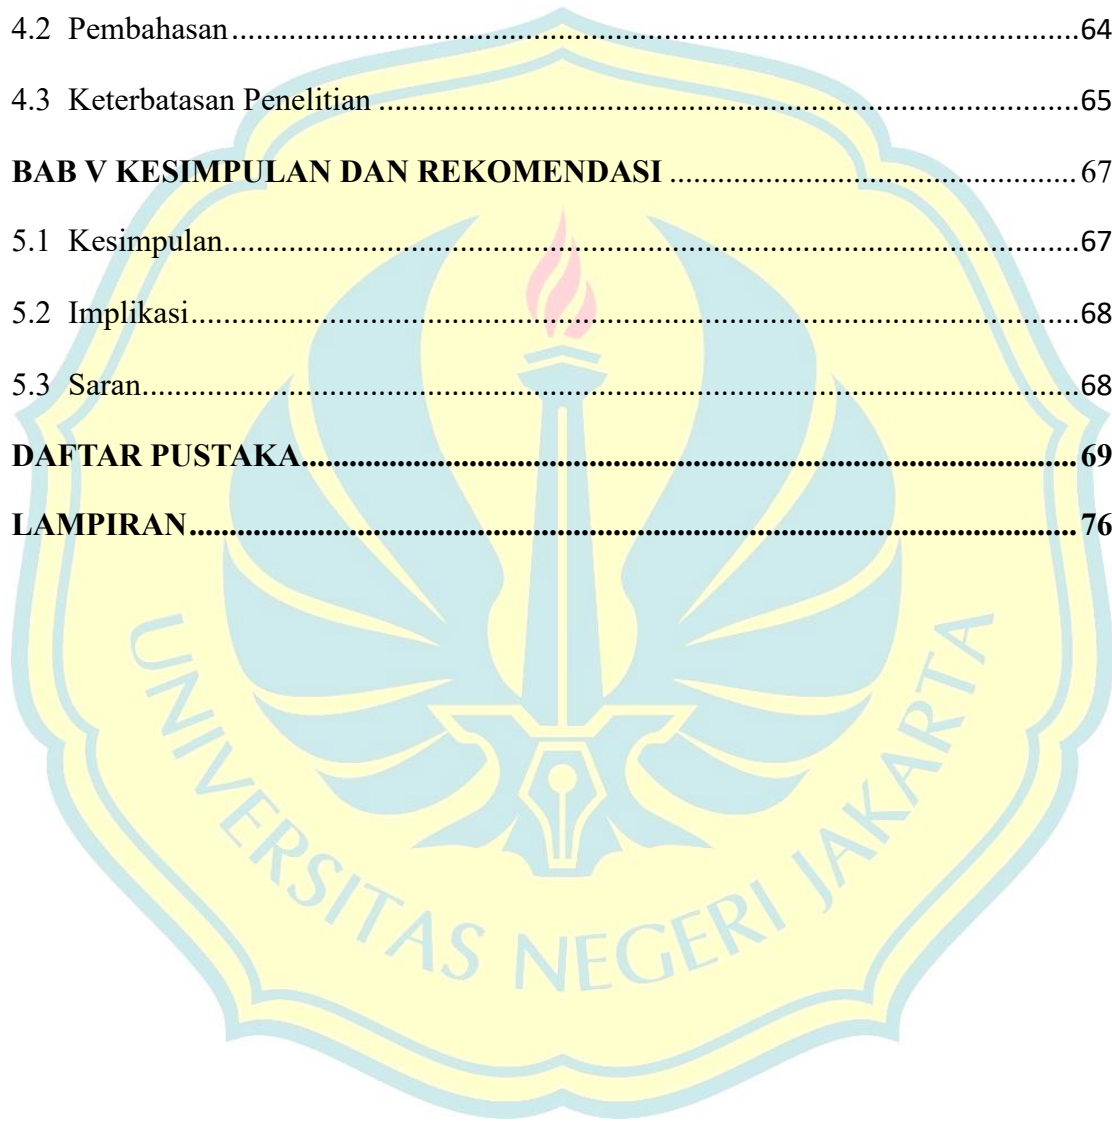 4.2 Pembahasan........................................................................................................64
4.3 Keterbatasan Penelitian.......................................................................................65
BAB V KESIMPULAN DAN REKOMENDASI..................................................67
5.1 Kesimpulan.........................................................................................................67
5.2 Implikasi.............................................................................................................68
5.3 Saran...................................................................................................................68
DAFTAR PUSTAKA................................................................................................69
LAMPIRAN..............................................................................................................76
UNIVERSITAS NEGERI JAKARTA